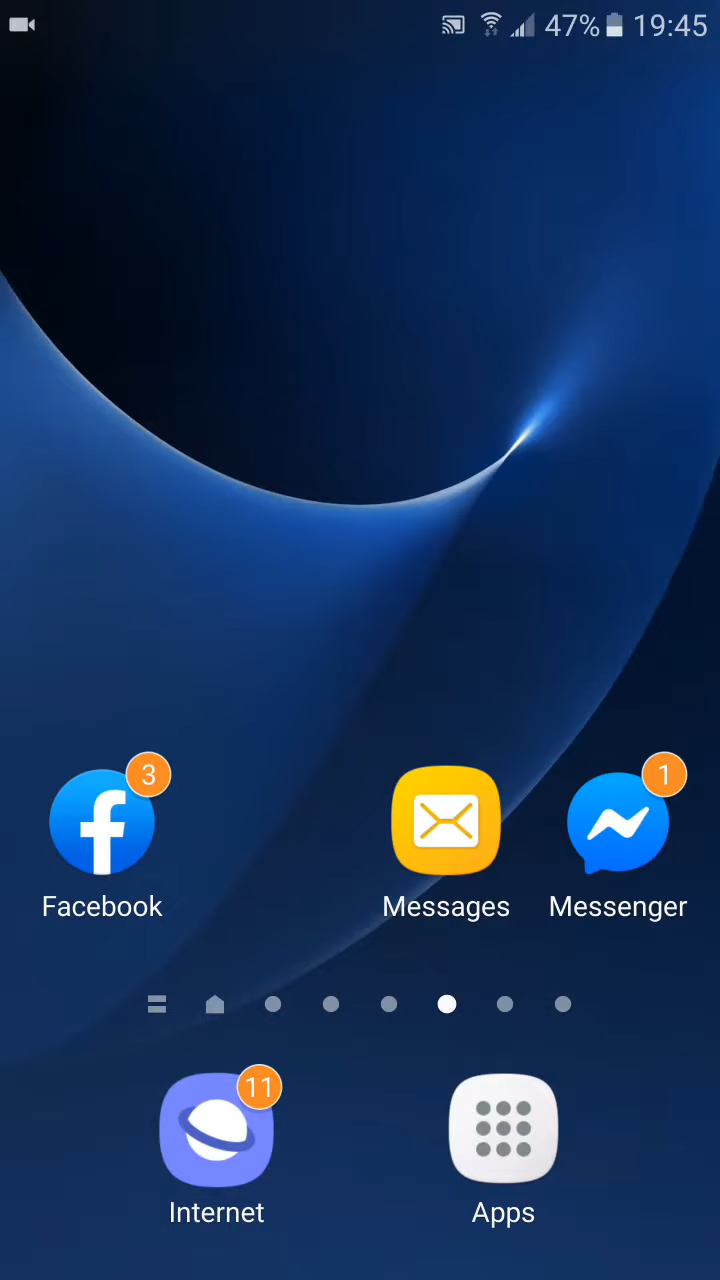 47% 19:45
3
1
Facebook
Messages
Messenger
11
Internet
Apps